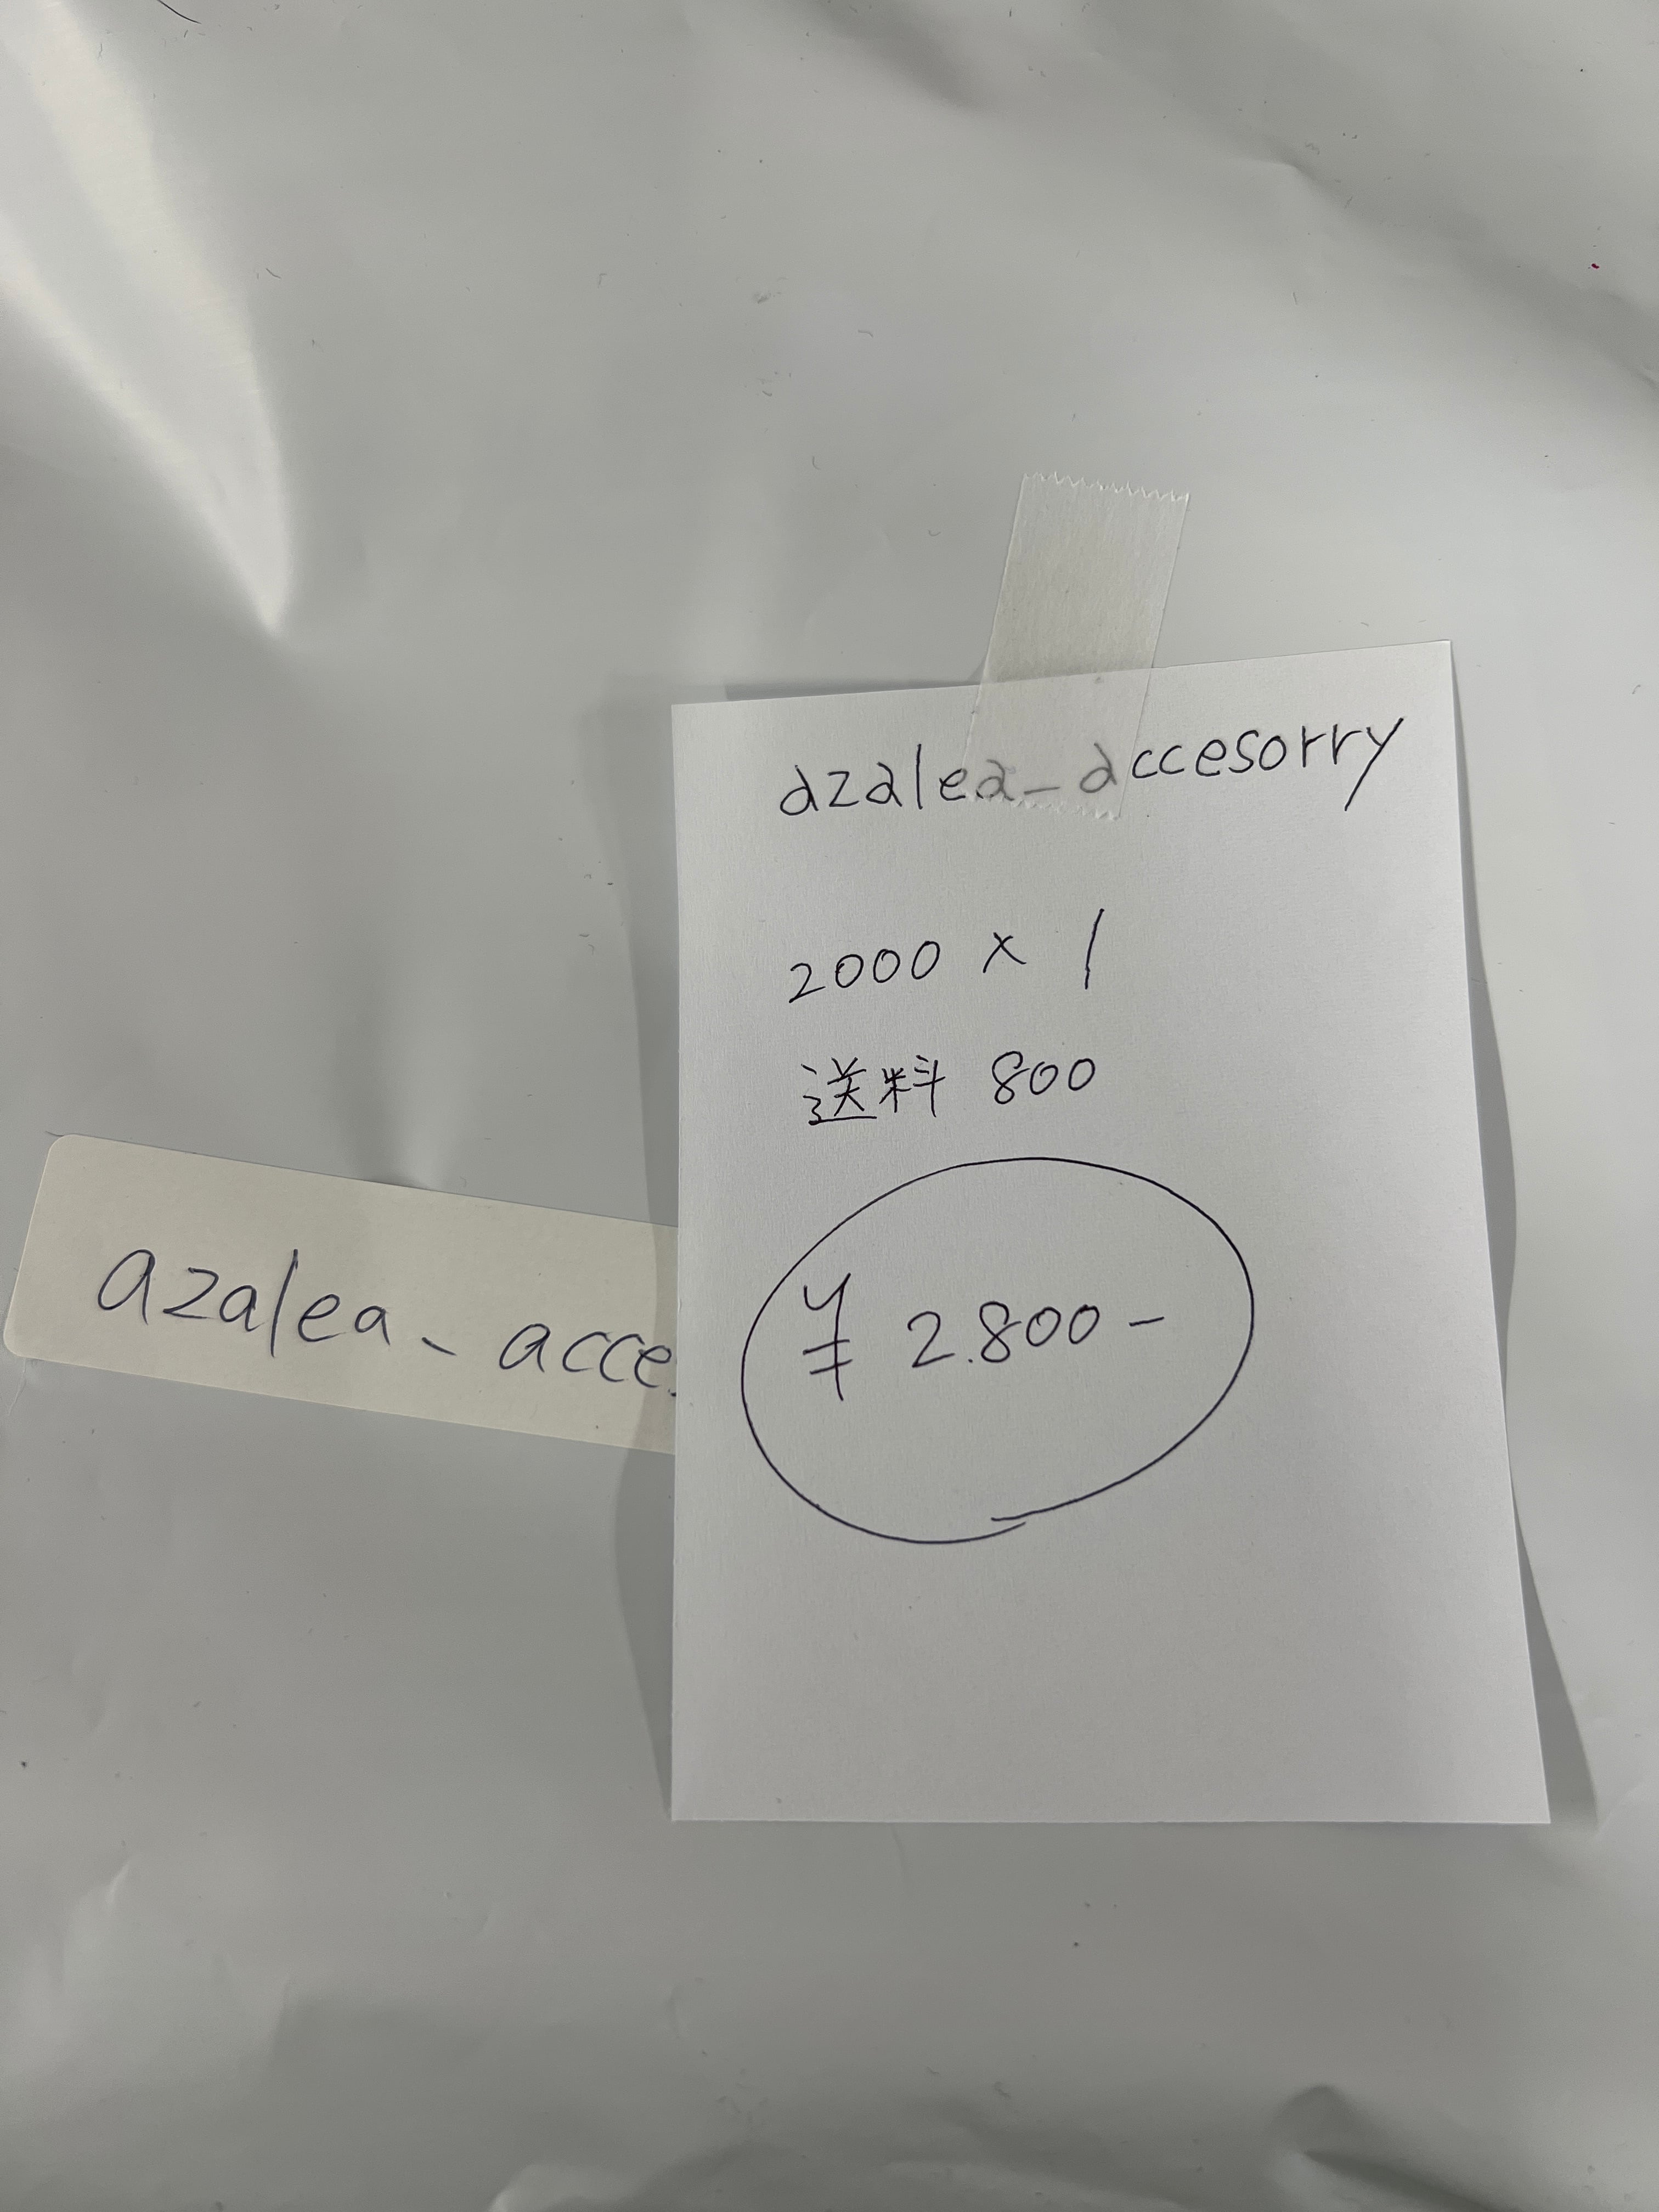 azalea_accesorry
2000 × 1
送料 800
¥ 2.800-
azalea_acce